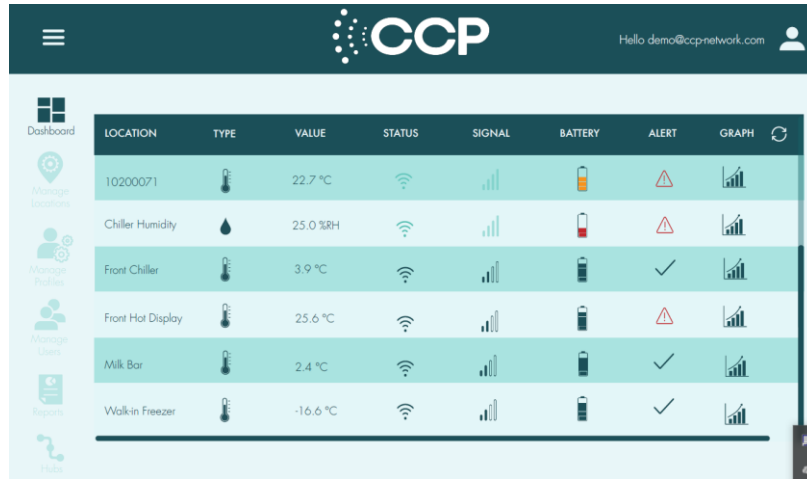 CCP
Hello demo@ccp-network.com
Dashboard
Manage
Locations
Manage
Profiles
Manage
Users
Reports
Hubs
LOCATION TYPE VALUE STATUS SIGNAL BATTERY ALERT GRAPH
10200071 22.7 °C
Chiller Humidity 25.0 %RH
Front Chiller 3.9 °C
Front Hot Display 25.6 °C
Milk Bar 2.4 °C
Walk-in Freezer -16.6 °C